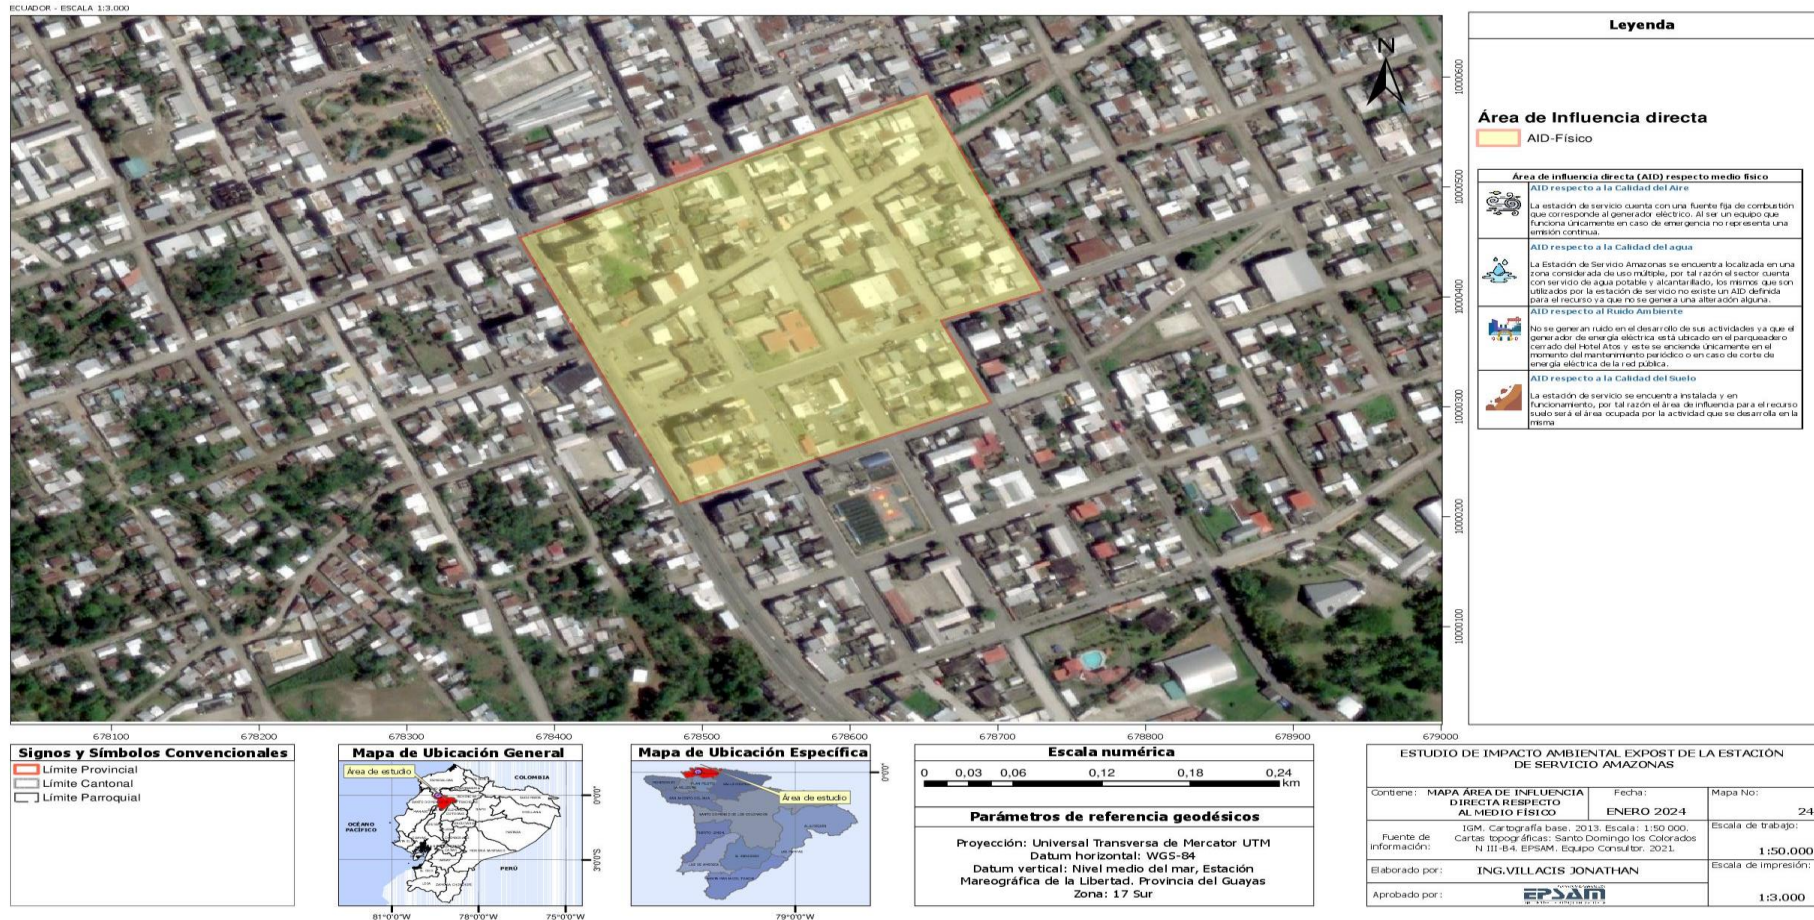 ECUADOR - ESCALA 1:3.000
N
10000600
10000500
10000400
10000300
10000200
10000100
678100
678200
678300
678400
678500
678600
678700
678800
678900
679000
Leyenda
Área de Influencia directa
AID-Físico
Área de influencia directa (AID) respecto medio físico
AID respecto a la Calidad del Aire
La estación de servicio cuenta con una fuente fija de combustión
que corresponde al generador eléctrico. Al ser un equipo que
funciona únicamente en caso de emergencia no representa una
emisión continua.
AID respecto a la Calidad del agua
La Estación de Servicio Amazonas se encuentra localizada en una
zona considerada de uso múltiple, por tal razón el sector cuenta
con servicio de agua potable y alcantarillado, los mismos que son
utilizados por la estación de servicio no existe un AID definida
para el recurso ya que no se genera una alteración alguna.
AID respecto al Ruido Ambiente
No se generan ruido en el desarrollo de sus actividades ya que el
generador de energía eléctrica está ubicado en el parqueadero
cerrado del Hotel Atos y este se enciende únicamente en el
momento del mantenimiento periódico o en caso de corte de
energía eléctrica de la red pública.
AID respecto a la Calidad del Suelo
La estación de servicio se encuentra instalada y en
funcionamiento, por tal razón el área de influencia para el recurso
suelo será el área ocupada por la actividad que se desarrolla en la
misma
Signos y Símbolos Convencionales
Límite Provincial
Límite Cantonal
Límite Parroquial
Mapa de Ubicación General
Área de estudio
COLOMBIA
OCÉANO
PACÍFICO
PERÚ
0°0'0"
3°0'0"S
81°0'0"W
78°0'0"W
75°0'0"W
Mapa de Ubicación Específica
Área de estudio
0°0'0"
79°0'0"W
Escala numérica
0 0,03 0,06 0,12 0,18 0,24
km
Parámetros de referencia geodésicos
Proyección: Universal Transversa de Mercator UTM
Datum horizontal: WGS-84
Datum vertical: Nivel medio del mar, Estación
Mareográfica de la Libertad. Provincia del Guayas
Zona: 17 Sur
ESTUDIO DE IMPACTO AMBIENTAL EXPOST DE LA ESTACIÓN
DE SERVICIO AMAZONAS
Contiene: MAPA ÁREA DE INFLUENCIA
DIRECTA RESPECTO
AL MEDIO FÍSICO
Fecha:
ENERO 2024
Mapa No:
24
Fuente de
información:
IGM. Cartografía base. 2013. Escala: 1:50 000.
Cartas topográficas: Santo Domingo los Colorados
N III-B4. EPSAM. Equipo Consultor. 2021.
Escala de trabajo:
1:50.000
Elaborado por: ING.VILLACIS JONATHAN
Escala de impresión:
1:3.000
Aprobado por:
EPSAM